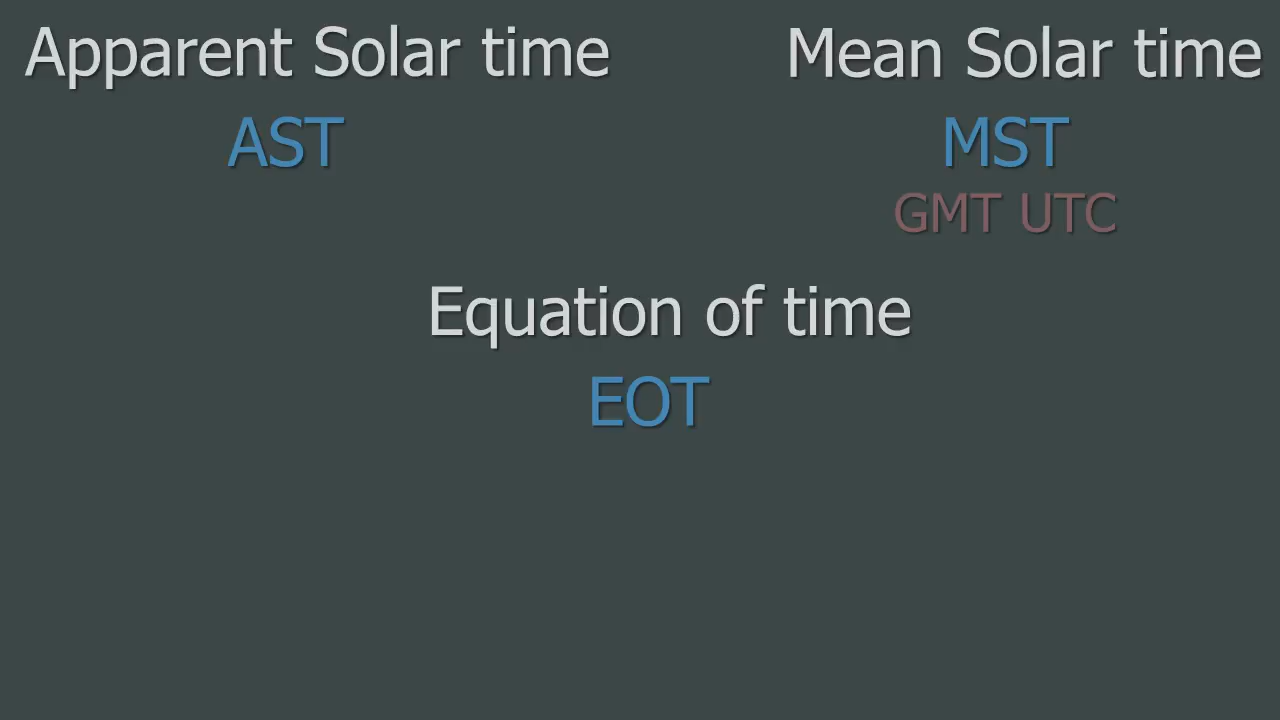 Apparent Solar time
AST
Mean Solar time
MST
GMT UTC
Equation of time
EOT